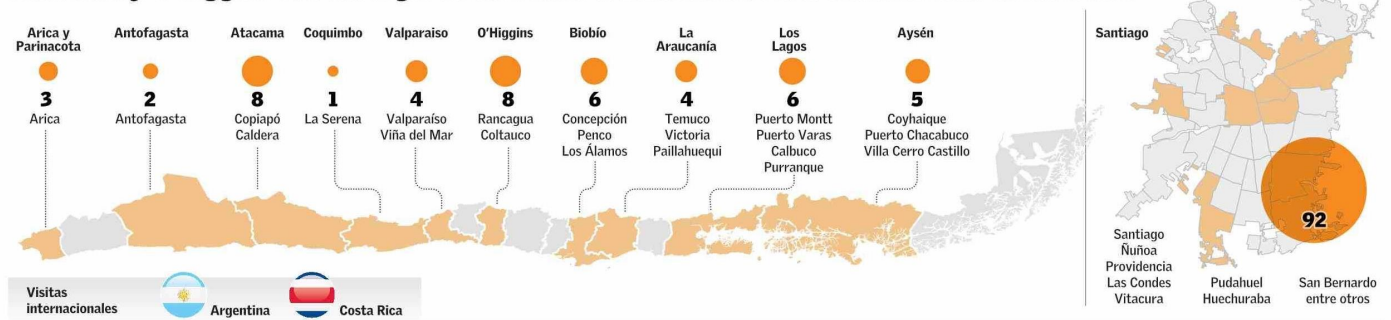 Arica y
Parinacota
3
Arica
Antofagasta
2
Antofagasta
Atacama
8
Copiapó
Caldera
Coquimbo
1
La Serena
Valparaiso
4
Valparaíso
Viña del Mar
O'Higgins
8
Rancagua
Coltauco
Biobío
6
Concepción
Penco
Los Álamos
La
Araucanía
4
Temuco
Victoria
Paillahuequi
Los
Lagos
6
Puerto Montt
Puerto Varas
Calbuco
Purranque
Aysén
5
Coyhaique
Puerto Chacabuco
Villa Cerro Castillo
Santiago
92
Santiago
Ñuñoa
Providencia
Las Condes
Vitacura
Pudahuel
Huechuraba
San Bernardo
entre otros
Visitas
internacionales
Argentina
Costa Rica